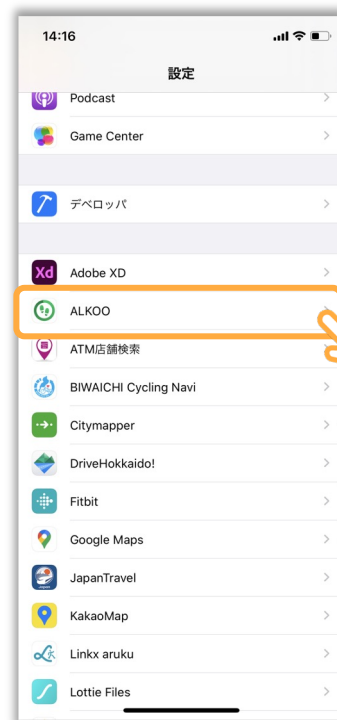 14:16
設定
Podcast
Game Center
デベロッパ
Xd
Adobe XD
ALKOO
ATM店舗検索
BIWAICHI Cycling Navi
Citymapper
DriveHokkaido!
Fitbit
Google Maps
JapanTravel
KakaoMap
Linkx aruku
Lottie Files